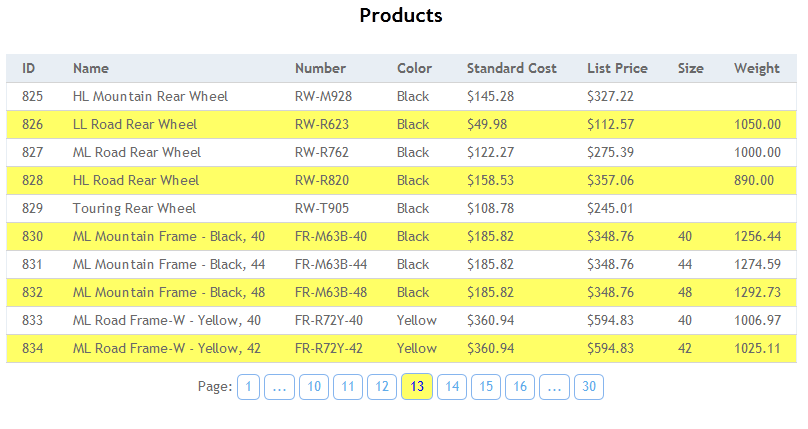 Products
ID Name Number Color Standard Cost List Price Size Weight
825 HL Mountain Rear Wheel RW-M928 Black $145.28 $327.22
826 LL Road Rear Wheel RW-R623 Black $49.98 $112.57 1050.00
827 ML Road Rear Wheel RW-R762 Black $122.27 $275.39 1000.00
828 HL Road Rear Wheel RW-R820 Black $158.53 $357.06 890.00
829 Touring Rear Wheel RW-T905 Black $108.78 $245.01
830 ML Mountain Frame - Black, 40 FR-M63B-40 Black $185.82 $348.76 40 1256.44
831 ML Mountain Frame - Black, 44 FR-M63B-44 Black $185.82 $348.76 44 1274.59
832 ML Mountain Frame - Black, 48 FR-M63B-48 Black $185.82 $348.76 48 1292.73
833 ML Road Frame-W - Yellow, 40 FR-R72Y-40 Yellow $360.94 $594.83 40 1006.97
834 ML Road Frame-W - Yellow, 42 FR-R72Y-42 Yellow $360.94 $594.83 42 1025.11
Page: 1 ... 10 11 12 13 14 15 16 ... 30